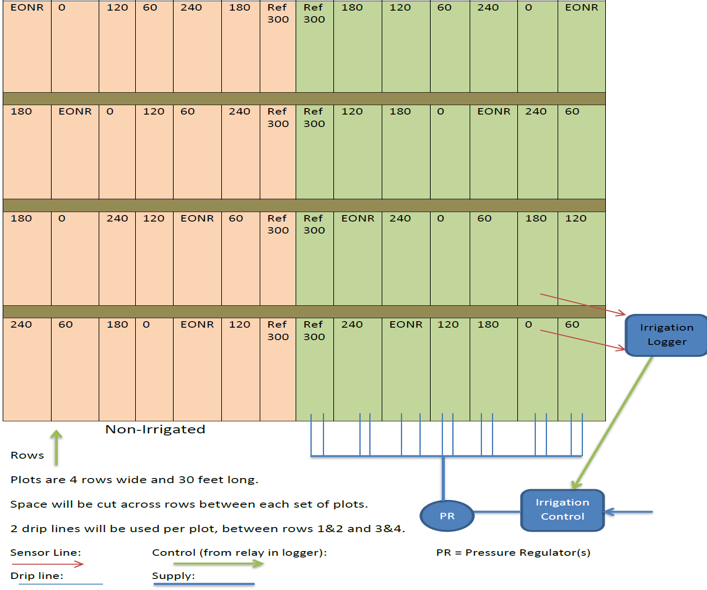 EONR 0 120 60 240 180 Ref 300 Ref 300 180 120 60 240 0 EONR
180 EONR 0 120 60 240 Ref 300 Ref 300 120 180 0 EONR 240 60
180 0 240 120 EONR 60 Ref 300 Ref 300 EONR 240 0 60 180 120
240 60 180 0 EONR 120 Ref 300 Ref 300 240 EONR 120 180 0 60
Irrigation
Logger
Non-Irrigated
Rows
Plots are 4 rows wide and 30 feet long.
Space will be cut across rows between each set of plots.
PR
Irrigation
Control
2 drip lines will be used per plot, between rows 1&2 and 3&4.
Sensor Line: Control (from relay in logger): PR = Pressure Regulator(s)
Drip line: Supply: